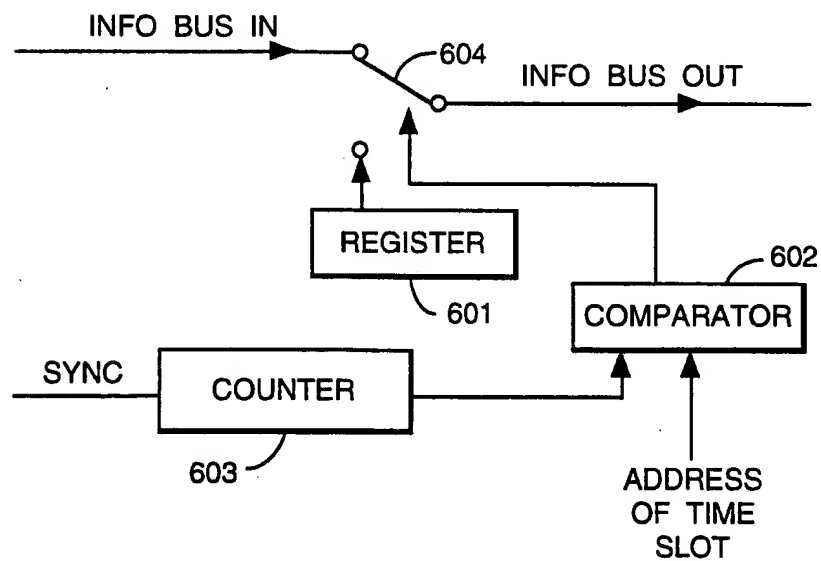 INFO BUS IN
604
INFO BUS OUT
REGISTER
601
602
COMPARATOR
SYNC
COUNTER
603
ADDRESS
OF TIME
SLOT